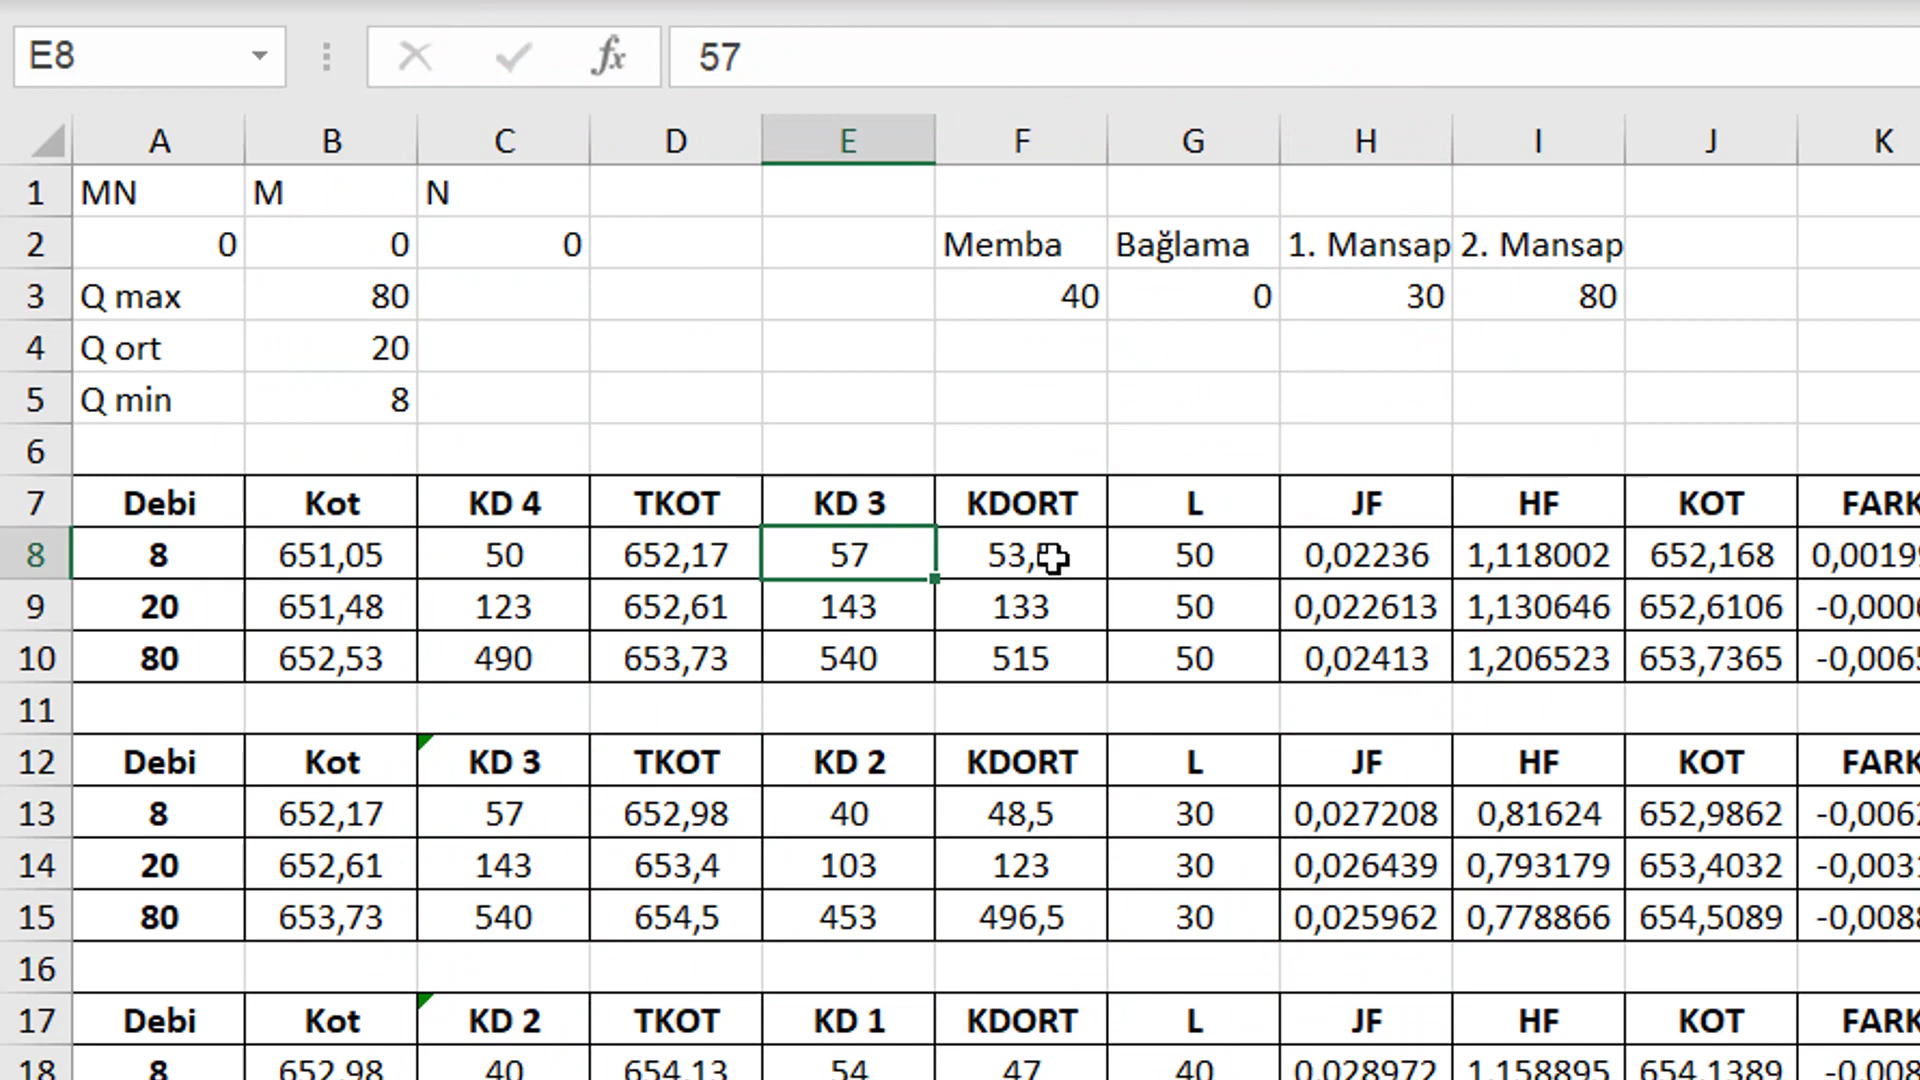 E8 fx 57
A B C D E F G H I J K
1 MN M N
2 0 0 0 Memba Bağlama 1. Mansap 2. Mansap
3 Q max 80 40 0 30 80
4 Q ort 20
5 Q min 8
6
7 Debi Kot KD 4 TKOT KD 3 KDORT L JF HF KOT FARK
8 8 651,05 50 652,17 57 53, 50 0,02236 1,118002 652,168 0,00199
9 20 651,48 123 652,61 143 133 50 0,022613 1,130646 652,6106 -0,000
10 80 652,53 490 653,73 540 515 50 0,02413 1,206523 653,7365 -0,006
11
12 Debi Kot KD 3 TKOT KD 2 KDORT L JF HF KOT FARK
13 8 652,17 57 652,98 40 48,5 30 0,027208 0,81624 652,9862 -0,006
14 20 652,61 143 653,4 103 123 30 0,026439 0,793179 653,4032 -0,003
15 80 653,73 540 654,5 453 496,5 30 0,025962 0,778866 654,5089 -0,008
16
17 Debi Kot KD 2 TKOT KD 1 KDORT L JF HF KOT FARK
18 8 652,98 40 654,13 54 47 40 0,028972 1,158895 654,1389 -0,008